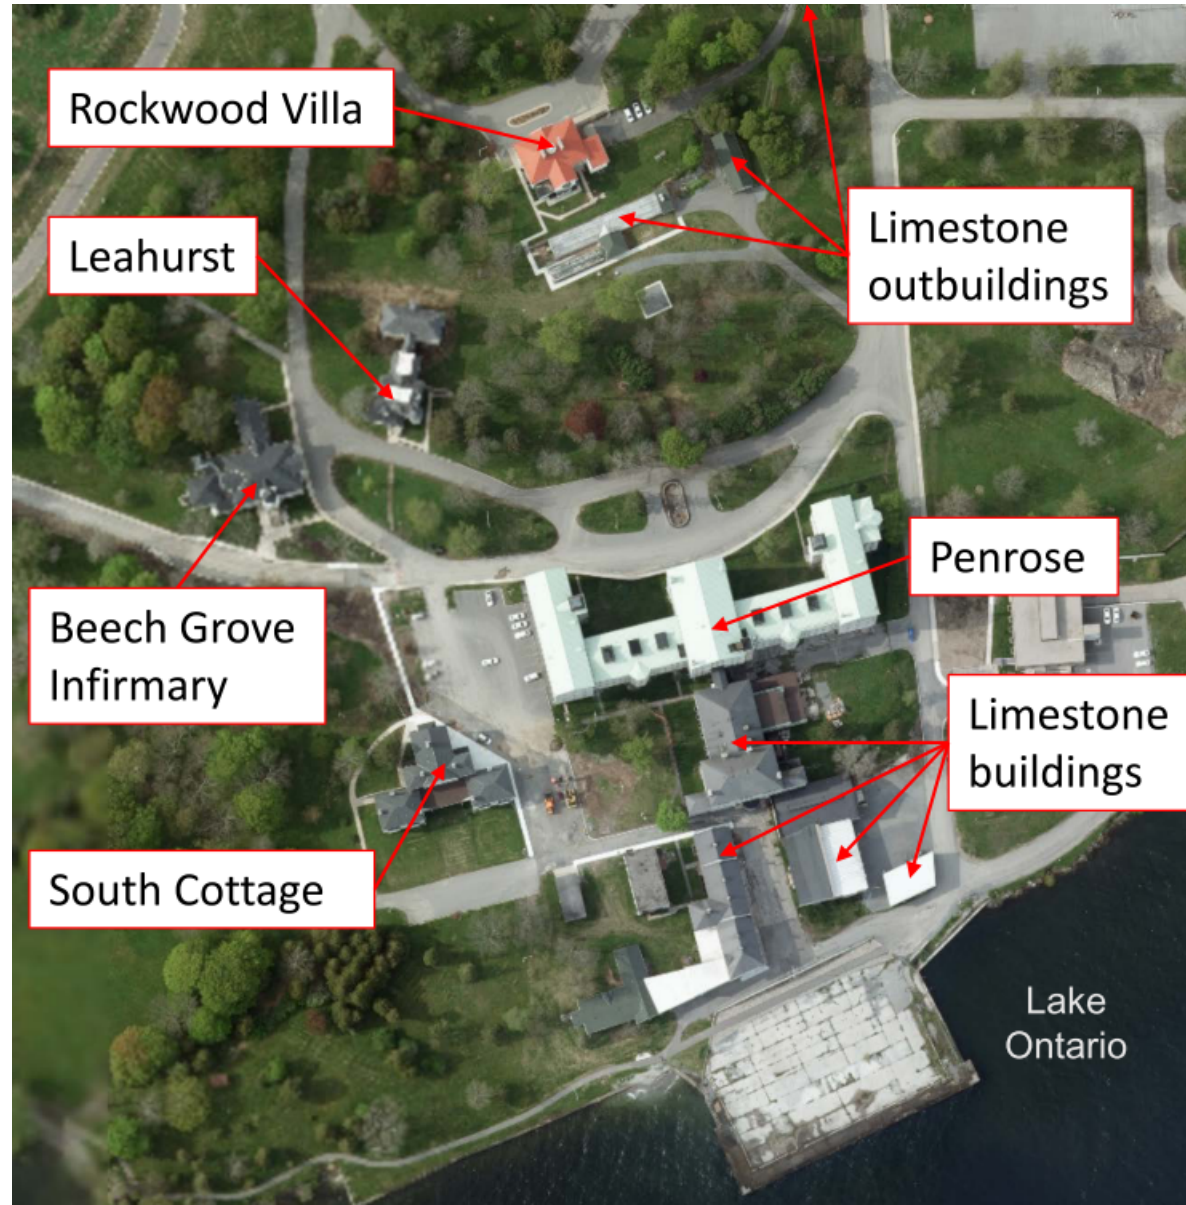 Rockwood Villa
Leahurst
Limestone
outbuildings
Penrose
Beech Grove
Infirmary
Limestone
buildings
South Cottage
Lake
Ontario